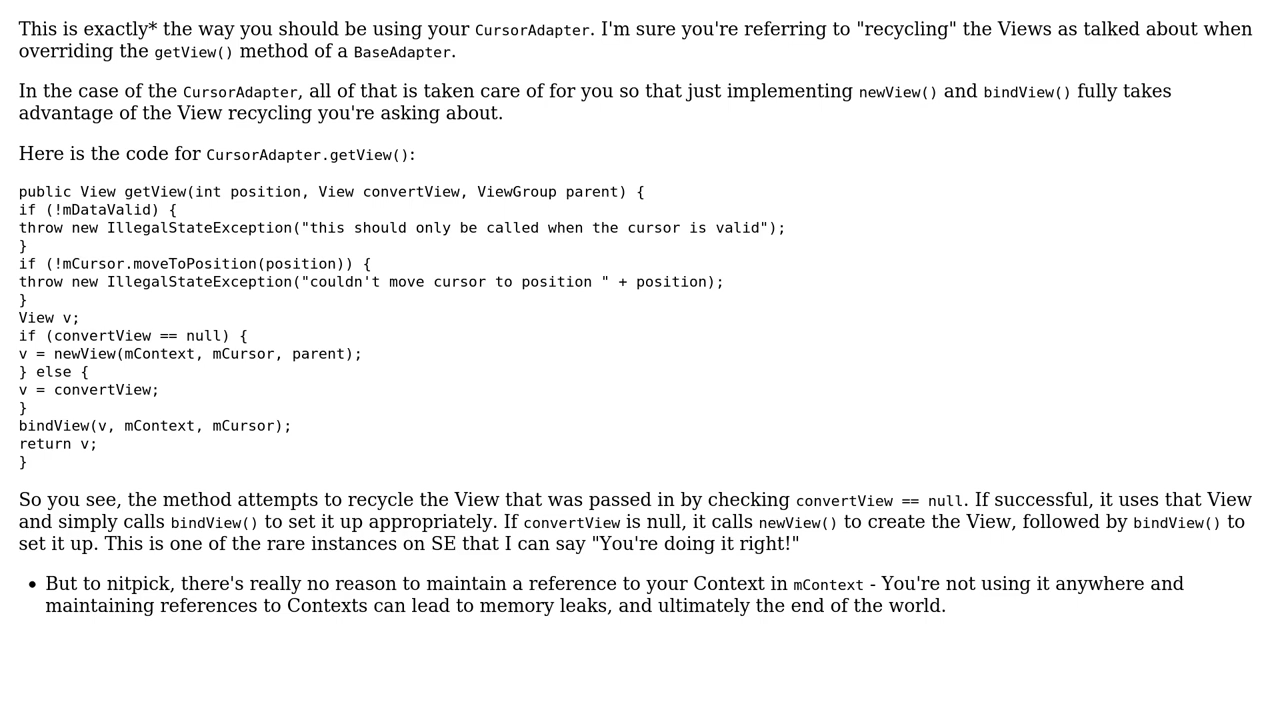 This is exactly* the way you should be using your CursorAdapter. I'm sure you're referring to "recycling" the Views as talked about when
overriding the getView() method of a BaseAdapter.
In the case of the CursorAdapter, all of that is taken care of for you so that just implementing newView() and bindView() fully takes
advantage of the View recycling you're asking about.
Here is the code for CursorAdapter.getView():
public View getView(int position, View convertView, ViewGroup parent) {
if (!mDataValid) {
throw new IllegalStateException("this should only be called when the cursor is valid");
}
if (!mCursor.moveToPosition(position)) {
throw new IllegalStateException("couldn't move cursor to position " + position);
}
View v;
if (convertView == null) {
v = newView(mContext, mCursor, parent);
} else {
v = convertView;
}
bindView(v, mContext, mCursor);
return v;
}
So you see, the method attempts to recycle the View that was passed in by checking convertView == null. If successful, it uses that View
and simply calls bindView() to set it up appropriately. If convertView is null, it calls newView() to create the View, followed by bindView() to
set it up. This is one of the rare instances on SE that I can say "You're doing it right!"
• But to nitpick, there's really no reason to maintain a reference to your Context in mContext - You're not using it anywhere and
maintaining references to Contexts can lead to memory leaks, and ultimately the end of the world.